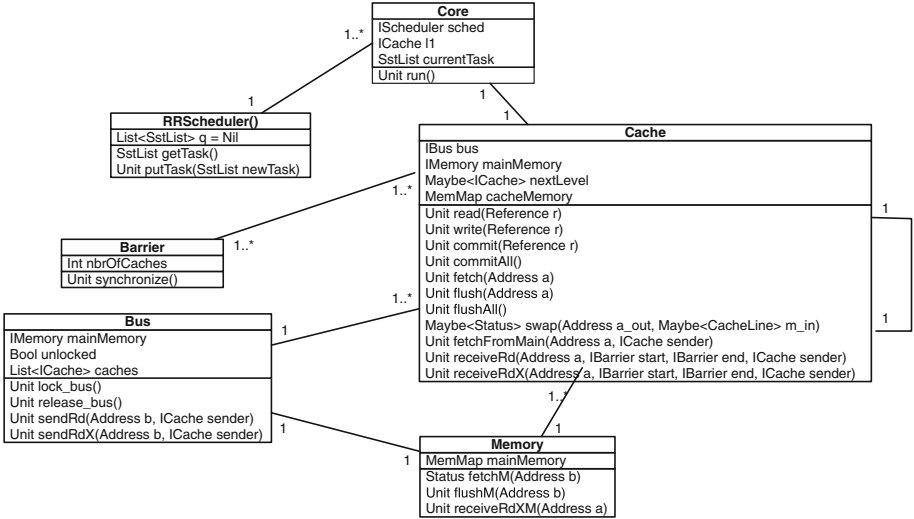 Core
IScheduler sched
ICache l1
SstList currentTask
Unit run()
1..*
1
1
1
RRScheduler()
List<SstList> q = Nil
SstList getTask()
Unit putTask(SstList newTask)
Cache
IBus bus
IMemory mainMemory
Maybe<ICache> nextLevel
MemMap cacheMemory
Unit read(Reference r)
Unit write(Reference r)
Unit commit(Reference r)
Unit commitAll()
Unit fetch(Address a)
Unit flush(Address a)
Unit flushAll()
Maybe<Status> swap(Address a_out, Maybe<CacheLine> m_in)
Unit fetchFromMain(Address a, ICache sender)
Unit receiveRd(Address a, IBarrier start, IBarrier end, ICache sender)
Unit receiveRdX(Address a, IBarrier start, IBarrier end, ICache sender)
1
1
1..*
1..*
Barrier
Int nbrOfCaches
Unit synchronize()
1..*
1
Bus
IMemory mainMemory
Bool unlocked
List<ICache> caches
Unit lock_bus()
Unit release_bus()
Unit sendRd(Address b, ICache sender)
Unit sendRdX(Address b, ICache sender)
1
1
1..*
1
Memory
MemMap mainMemory
Status fetchM(Address b)
Unit flushM(Address b)
Unit receiveRdXM(Address a)